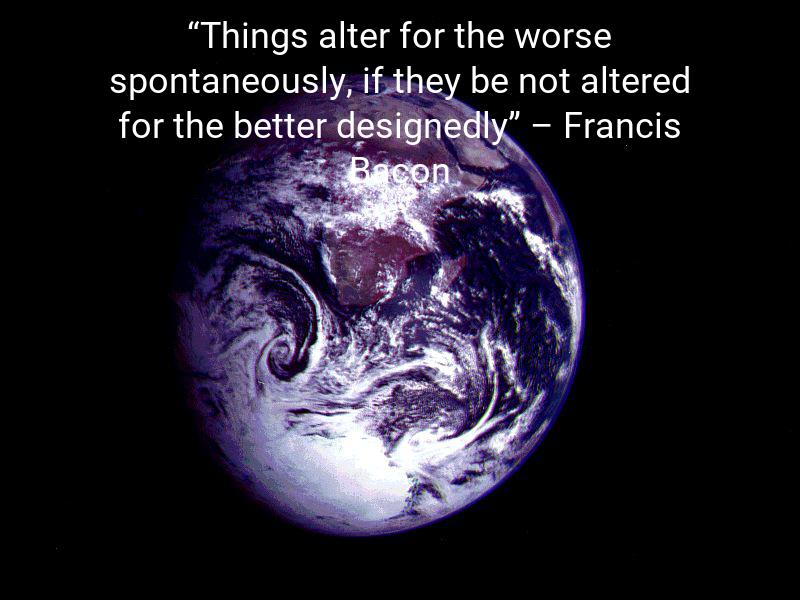 “Things alter for the worse
spontaneously, if they be not altered
for the better designedly” – Francis
Bacon